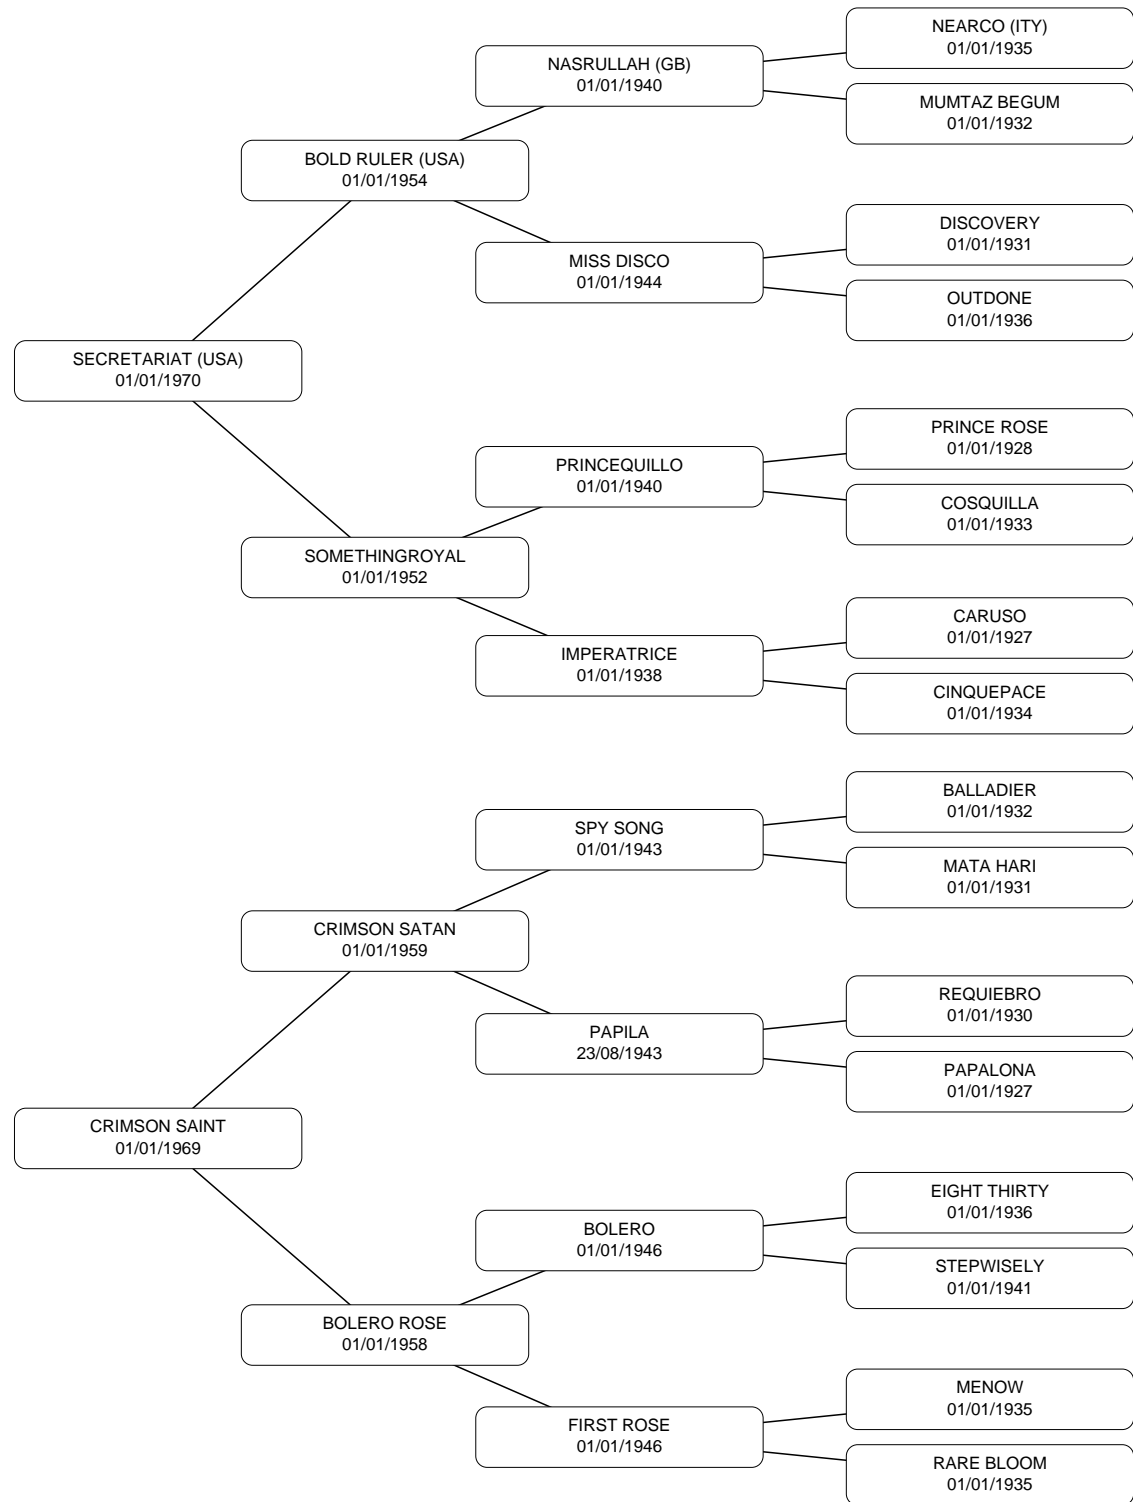 NEARCO (ITY)
01/01/1935
NASRULLAH (GB)
01/01/1940
MUMTAZ BEGUM
01/01/1932
BOLD RULER (USA)
01/01/1954
DISCOVERY
01/01/1931
MISS DISCO
01/01/1944
OUTDONE
01/01/1936
SECRETARIAT (USA)
01/01/1970
PRINCE ROSE
01/01/1928
PRINCEQUILLO
01/01/1940
COSQUILLA
01/01/1933
SOMETHINGROYAL
01/01/1952
CARUSO
01/01/1927
IMPERATRICE
01/01/1938
CINQUEPACE
01/01/1934
BALLADIER
01/01/1932
SPY SONG
01/01/1943
MATA HARI
01/01/1931
CRIMSON SATAN
01/01/1959
REQUIEBRO
01/01/1930
PAPILA
23/08/1943
PAPALONA
01/01/1927
CRIMSON SAINT
01/01/1969
EIGHT THIRTY
01/01/1936
BOLERO
01/01/1946
STEPWISELY
01/01/1941
BOLERO ROSE
01/01/1958
MENOW
01/01/1935
FIRST ROSE
01/01/1946
RARE BLOOM
01/01/1935